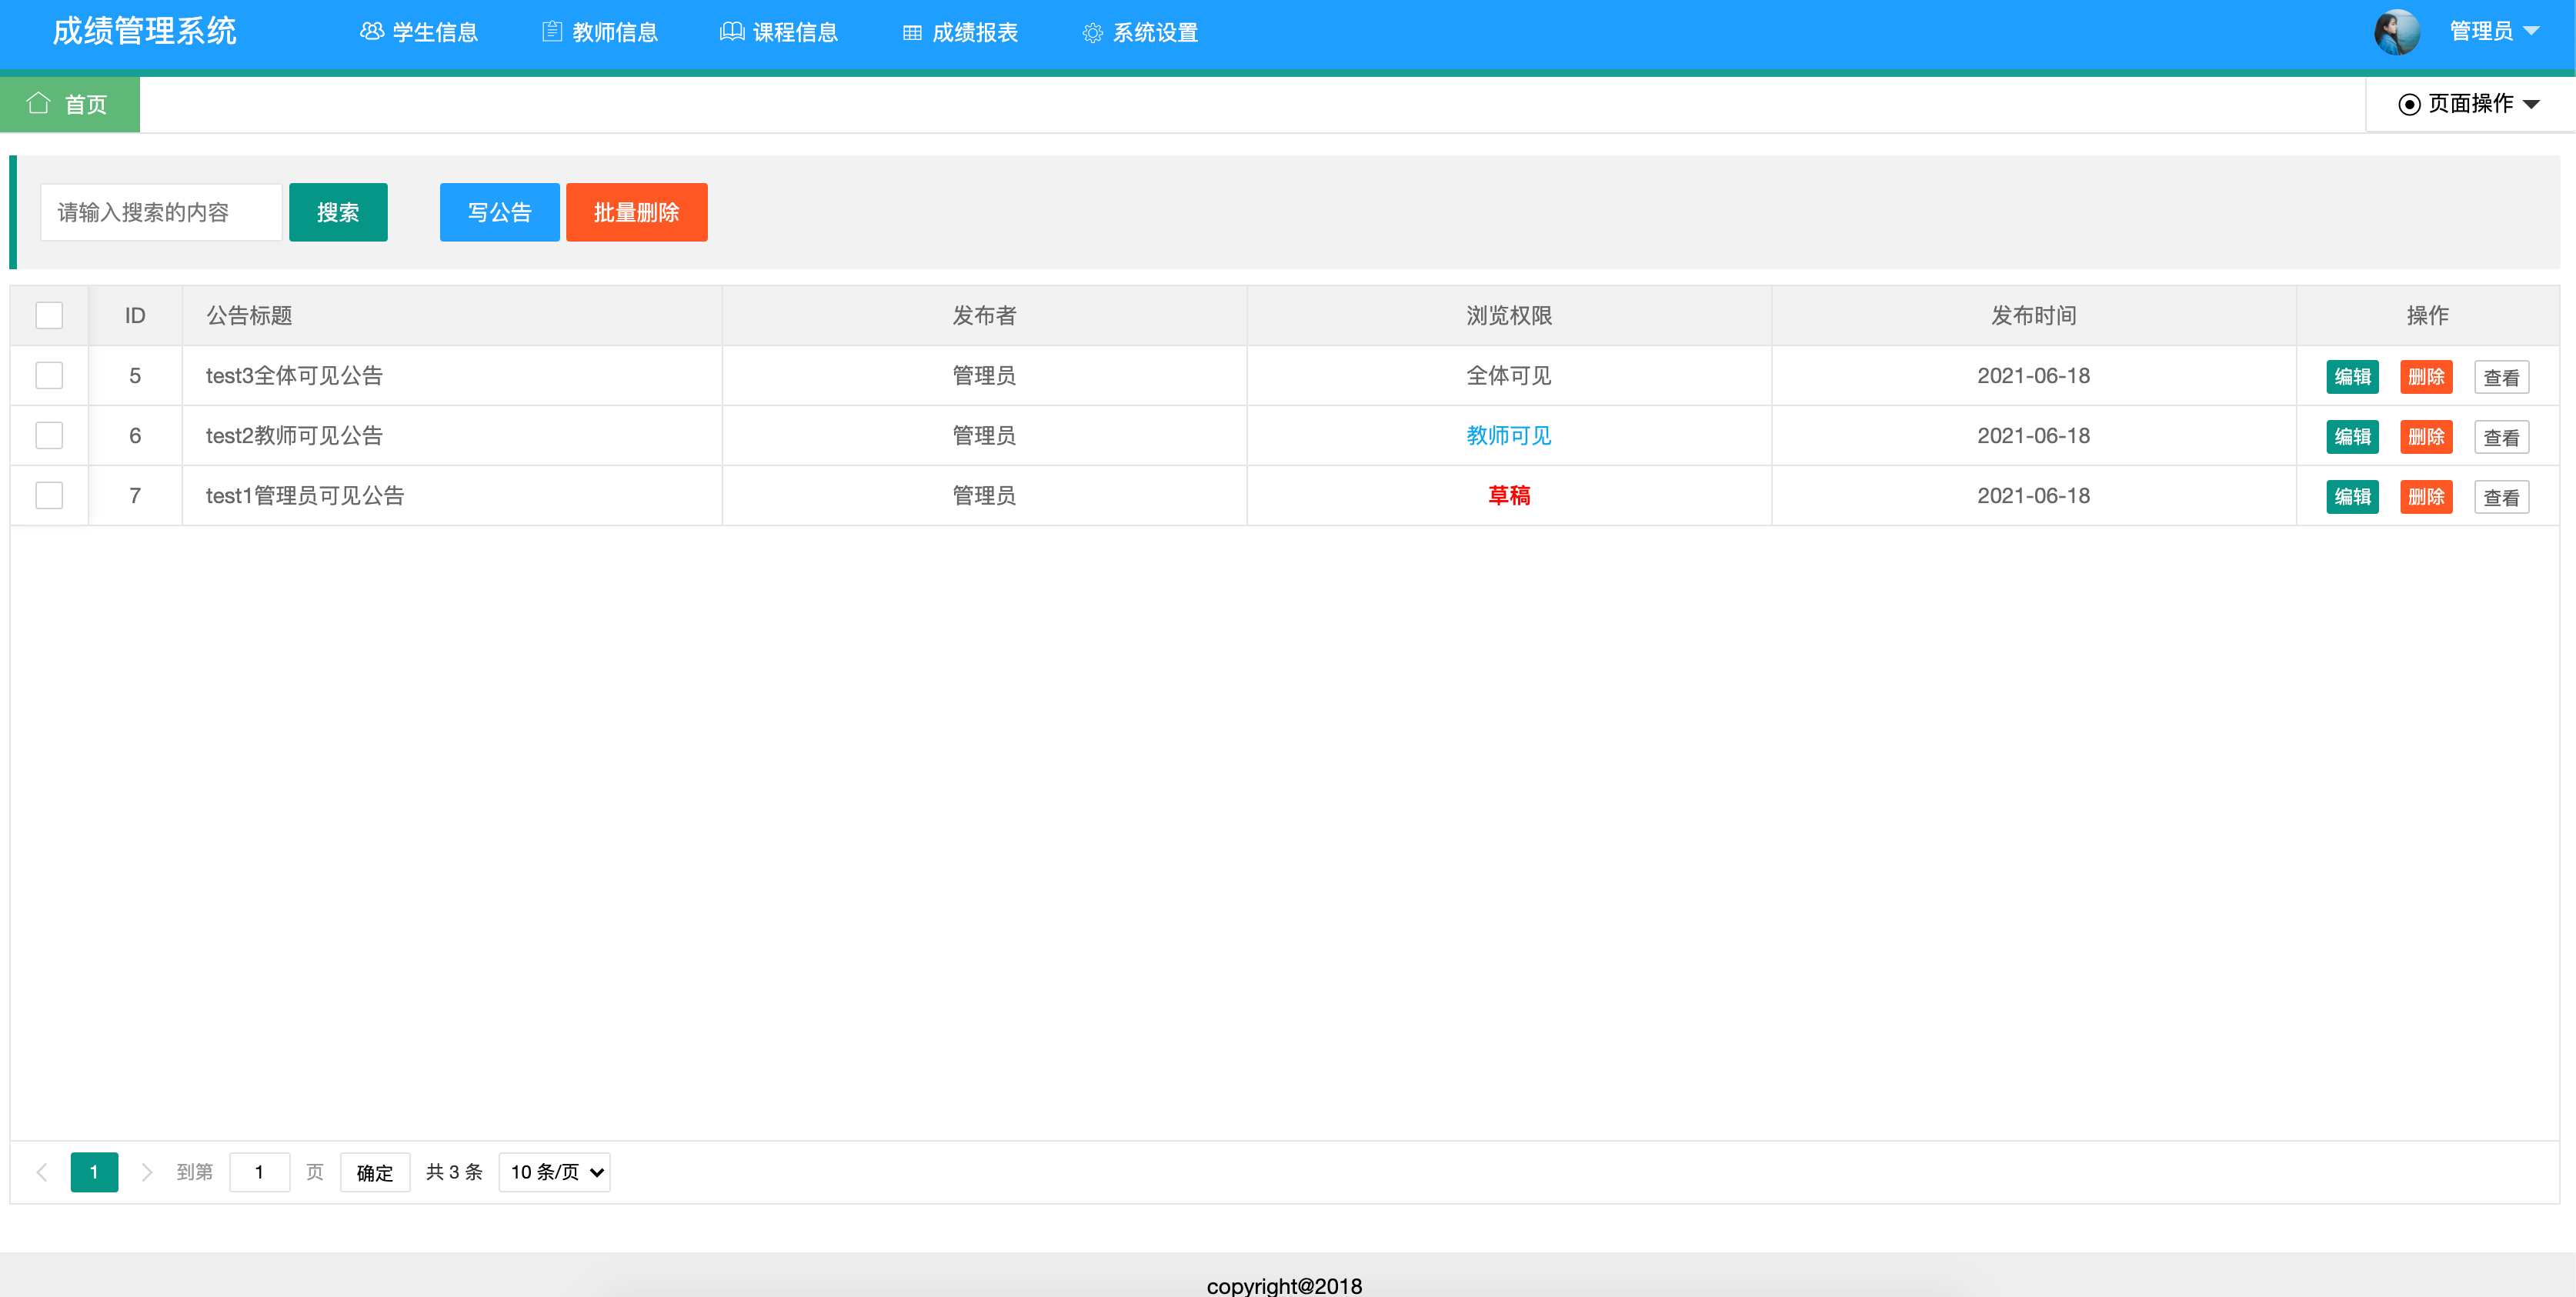 成绩管理系统 学生信息 教师信息 课程信息 成绩报表 系统设置 管理员
首页 页面操作
请输入搜索的内容 搜索 写公告 批量删除
ID 公告标题 发布者 浏览权限 发布时间 操作
5 test3全体可见公告 管理员 全体可见 2021-06-18 编辑 删除 查看
6 test2教师可见公告 管理员 教师可见 2021-06-18 编辑 删除 查看
7 test1管理员可见公告 管理员 草稿 2021-06-18 编辑 删除 查看
1 到第 1 页 确定 共 3 条 10 条/页
copyright@2018